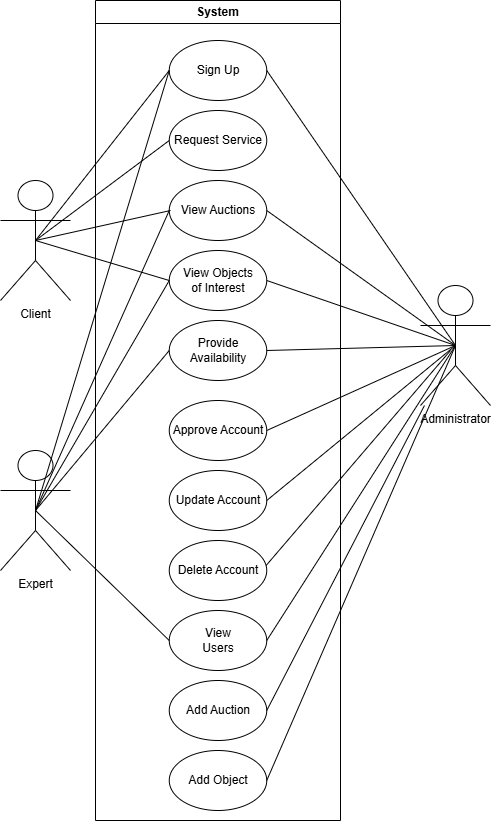 System
Sign Up
Request Service
View Auctions
View Objects
of Interest
Provide
Availability
Approve Account
Update Account
Delete Account
View
Users
Add Auction
Add Object
Client
Expert
Administrator